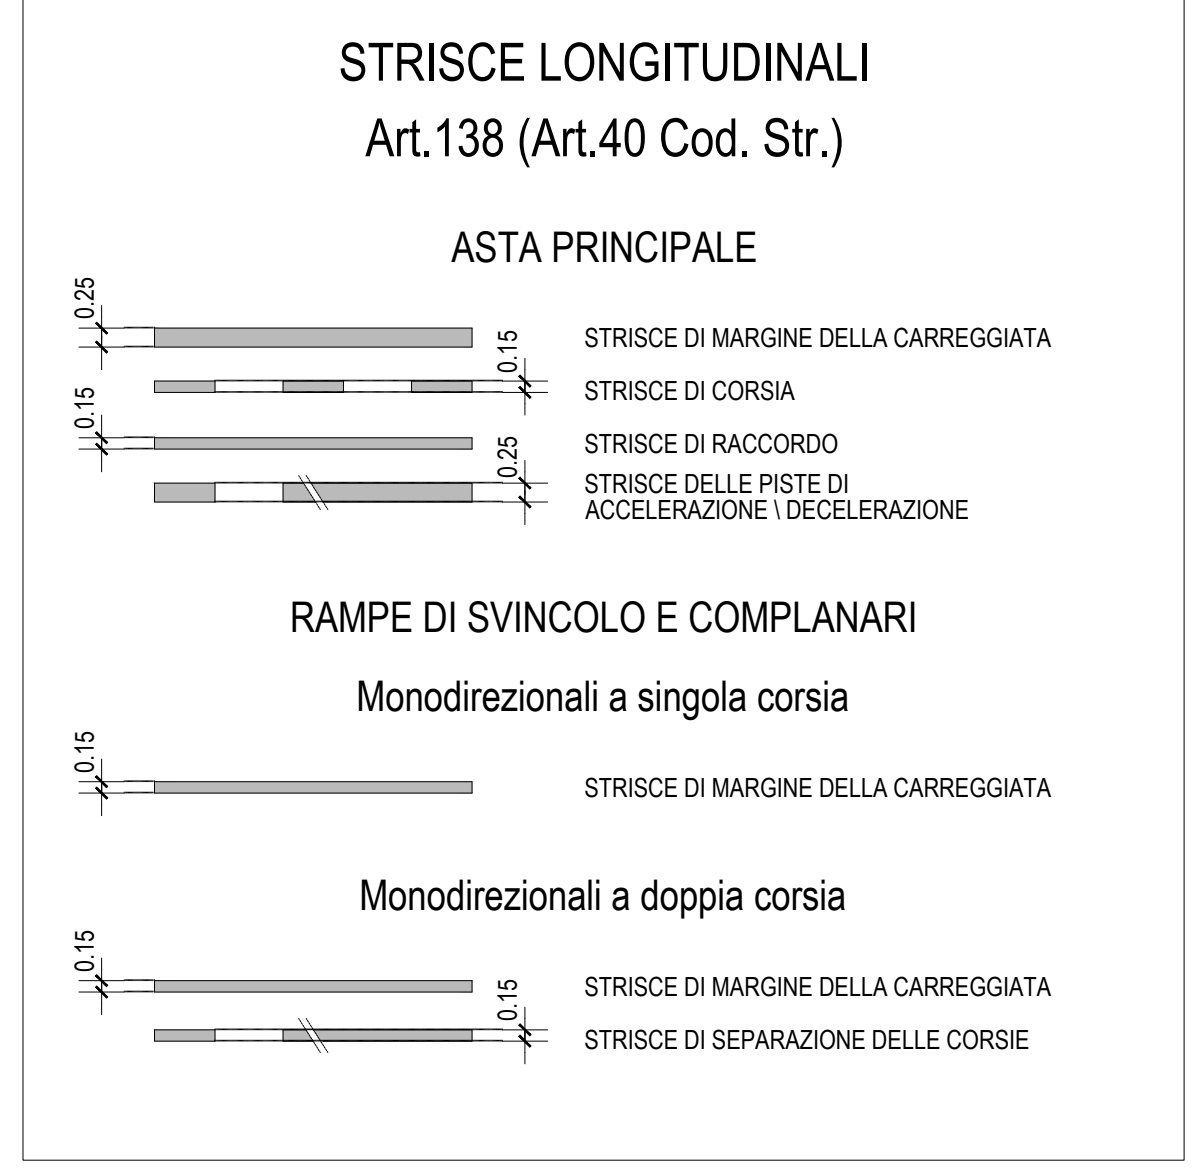 STRISCE LONGITUDINALI
Art.138 (Art.40 Cod. Str.)
ASTA PRINCIPALE
0.25
STRISCE DI MARGINE DELLA CARREGGIATA
0.15
STRISCE DI CORSIA
0.15
STRISCE DI RACCORDO
0.25
STRISCE DELLE PISTE DI
ACCELERAZIONE \ DECELERAZIONE
RAMPE DI SVINCOLO E COMPLANARI
Monodirezionali a singola corsia
0.15
STRISCE DI MARGINE DELLA CARREGGIATA
Monodirezionali a doppia corsia
0.15
STRISCE DI MARGINE DELLA CARREGGIATA
0.15
STRISCE DI SEPARAZIONE DELLE CORSIE